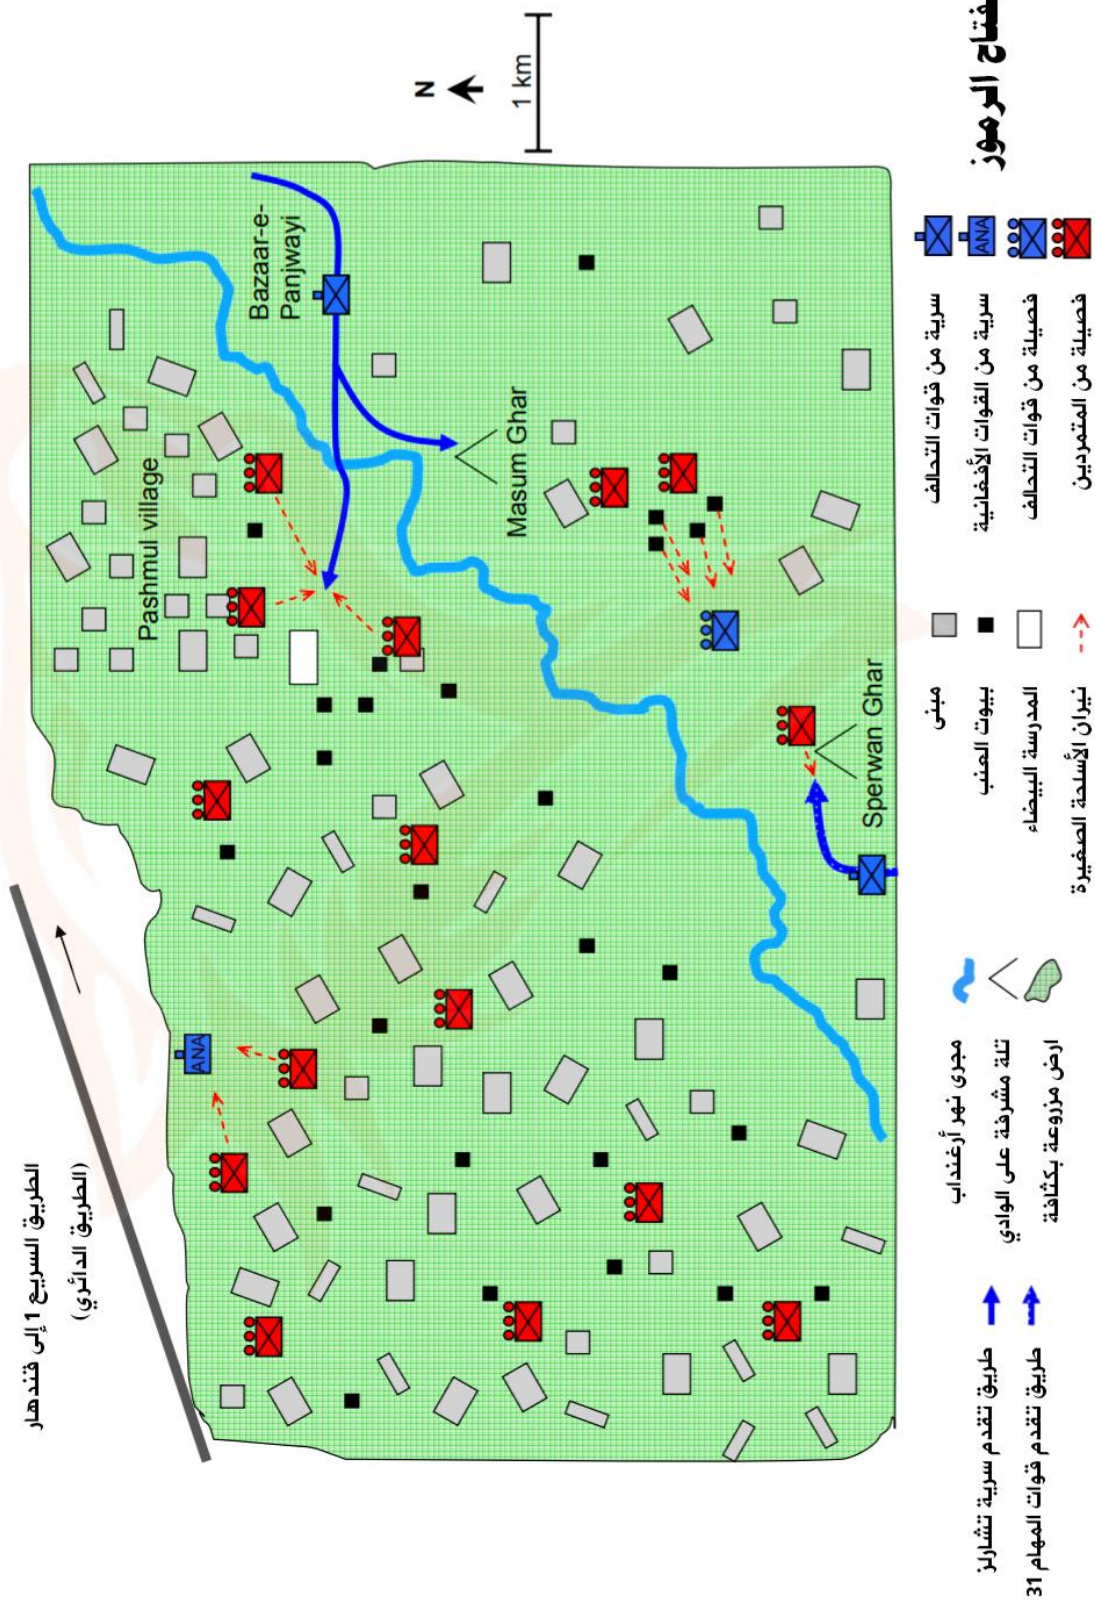 الطريق السريع 1 إلى قندهار
(الطريق الدائري)
Pashmul village
Bazaar-e-
Panjwayi
ANA
Masum Ghar
Sperwan Ghar
N
1 km
مفتاح الرموز
سرية من قوات التحالف
ANA
سرية من القوات الأفغانية
فصيلة من قوات التحالف
فصيلة من المتمردين
مبنى
بيوت العنب
المدرسة البيضاء
نيران الأسلحة الصغيرة
مجرى نهر أرغنداب
تلة مشرفة على الوادي
ارض مزروعة بكثافة
طريق تقدم سرية تشارلز
طريق تقدم قوات المهام 31